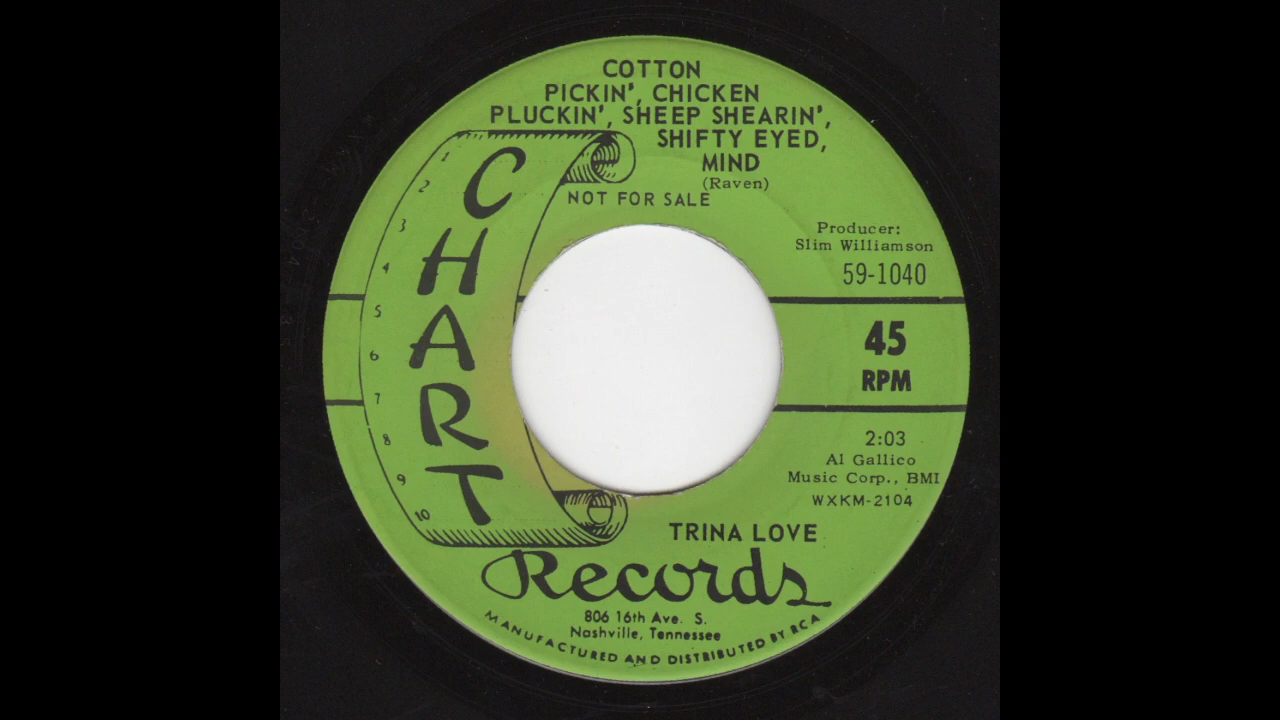 COTTON
PICKIN', CHICKEN
PLUCKIN', SHEEP SHEARIN',
SHIFTY EYED,
MIND
(Raven)
NOT FOR SALE
CHART
1
2
3
4
5
6
7
8
9
10
Producer:
Slim Williamson
59-1040
45
RPM
2:03
Al Gallico
Music Corp., BMI
WXKM-2104
TRINA LOVE
Records
806 16th Ave. S.
Nashville, Tennessee
MANUFACTURED AND DISTRIBUTED BY RCA